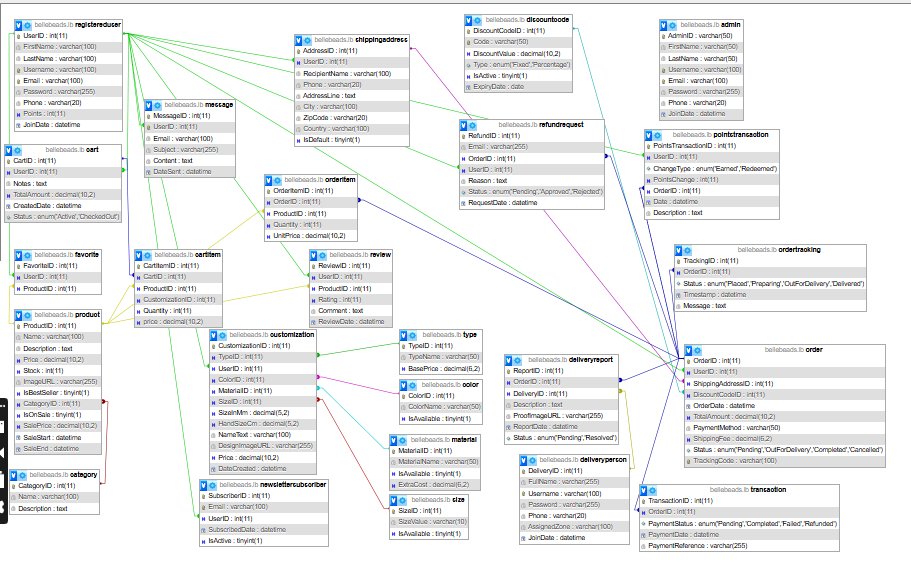 bellebeads.lb registereduser
UserID : int(11)
FirstName : varchar(100)
LastName : varchar(100)
Username : varchar(100)
Email : varchar(100)
Password : varchar(255)
Phone : varchar(20)
Points : int(11)
JoinDate : datetime
bellebeads.lb shippingaddress
AddressID : int(11)
UserID : int(11)
RecipientName : varchar(100)
Phone : varchar(20)
AddressLine : text
City : varchar(100)
ZipCode : varchar(20)
Country : varchar(100)
IsDefault : tinyint(1)
bellebeads.lb discountcode
DiscountCodeID : int(11)
Code : varchar(50)
DiscountValue : decimal(10,2)
Type : enum('Fixed','Percentage')
IsActive : tinyint(1)
ExpiryDate : date
bellebeads.lb admin
AdminID : varchar(50)
FirstName : varchar(50)
LastName : varchar(50)
Username : varchar(100)
Email : varchar(100)
Password : varchar(255)
Phone : varchar(20)
JoinDate : datetime
bellebeads.lb message
MessageID : int(11)
UserID : int(11)
Email : varchar(100)
Subject : varchar(255)
Content : text
DateSent : datetime
bellebeads.lb refundrequest
RefundID : int(11)
Email : varchar(255)
OrderID : int(11)
UserID : int(11)
Reason : text
Status : enum('Pending','Approved','Rejected')
RequestDate : datetime
bellebeads.lb pointstransaction
PointsTransactionID : int(11)
UserID : int(11)
ChangeType : enum('Earned','Redeemed')
PointsChange : int(11)
OrderID : int(11)
Date : datetime
Description : text
bellebeads.lb cart
CartID : int(11)
UserID : int(11)
Notes : text
TotalAmount : decimal(10,2)
CreatedDate : datetime
Status : enum('Active','CheckedOut')
bellebeads.lb orderitem
OrderItemID : int(11)
OrderID : int(11)
ProductID : int(11)
Quantity : int(11)
UnitPrice : decimal(10,2)
bellebeads.lb favorite
FavoriteID : int(11)
UserID : int(11)
ProductID : int(11)
bellebeads.lb cartitem
CartItemID : int(11)
CartID : int(11)
ProductID : int(11)
CustomizationID : int(11)
Quantity : int(11)
price : decimal(10,2)
bellebeads.lb review
ReviewID : int(11)
UserID : int(11)
ProductID : int(11)
Rating : int(11)
Comment : text
ReviewDate : datetime
bellebeads.lb ordertracking
TrackingID : int(11)
OrderID : int(11)
Status : enum('Placed','Preparing','OutForDelivery','Delivered')
Timestamp : datetime
Message : text
bellebeads.lb product
ProductID : int(11)
Name : varchar(100)
Description : text
Price : decimal(10,2)
Stock : int(11)
ImageURL : varchar(255)
IsBestSeller : tinyint(1)
CategoryID : int(11)
IsOnSale : tinyint(1)
SalePrice : decimal(10,2)
SaleStart : datetime
SaleEnd : datetime
bellebeads.lb customization
CustomizationID : int(11)
TypeID : int(11)
UserID : int(11)
ColorID : int(11)
MaterialID : int(11)
SizeID : int(11)
SizeInMm : decimal(5,2)
HandSizeCm : decimal(5,2)
NameText : varchar(100)
DesignImageURL : varchar(255)
Price : decimal(10,2)
DateCreated : datetime
bellebeads.lb type
TypeID : int(11)
TypeName : varchar(50)
BasePrice : decimal(6,2)
bellebeads.lb color
ColorID : int(11)
ColorName : varchar(50)
IsAvailable : tinyint(1)
bellebeads.lb deliveryreport
ReportID : int(11)
OrderID : int(11)
DeliveryID : int(11)
Description : text
ProofImageURL : varchar(255)
ReportDate : datetime
Status : enum('Pending','Resolved')
bellebeads.lb order
OrderID : int(11)
UserID : int(11)
ShippingAddressID : int(11)
DiscountCodeID : int(11)
OrderDate : datetime
TotalAmount : decimal(10,2)
PaymentMethod : varchar(50)
ShippingFee : decimal(6,2)
Status : enum('Pending','OutForDelivery','Completed','Cancelled')
TrackingCode : varchar(100)
bellebeads.lb material
MaterialID : int(11)
MaterialName : varchar(50)
IsAvailable : tinyint(1)
ExtraCost : decimal(6,2)
bellebeads.lb deliveryperson
DeliveryID : int(11)
FullName : varchar(255)
Username : varchar(100)
Password : varchar(255)
Phone : varchar(20)
AssignedZone : varchar(100)
JoinDate : datetime
bellebeads.lb category
CategoryID : int(11)
Name : varchar(100)
Description : text
bellebeads.lb newslettersubscriber
SubscriberID : int(11)
Email : varchar(100)
UserID : int(11)
SubscribedDate : datetime
IsActive : tinyint(1)
bellebeads.lb size
SizeID : int(11)
SizeValue : varchar(10)
IsAvailable : tinyint(1)
bellebeads.lb transaction
TransactionID : int(11)
OrderID : int(11)
PaymentStatus : enum('Pending','Completed','Failed','Refunded')
PaymentDate : datetime
PaymentReference : varchar(255)